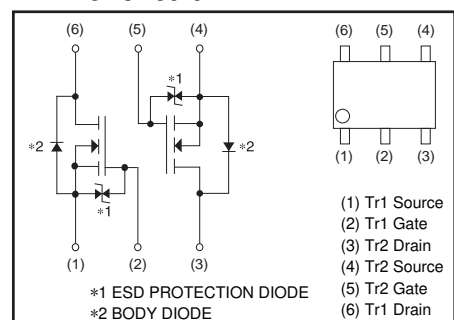 (6) (5) (4)
∗1
∗2 ∗2
∗1
(1) (2) (3)
∗1 ESD PROTECTION DIODE
∗2 BODY DIODE
(6) (5) (4)
(1) (2) (3)
(1) Tr1 Source
(2) Tr1 Gate
(3) Tr2 Drain
(4) Tr2 Source
(5) Tr2 Gate
(6) Tr1 Drain